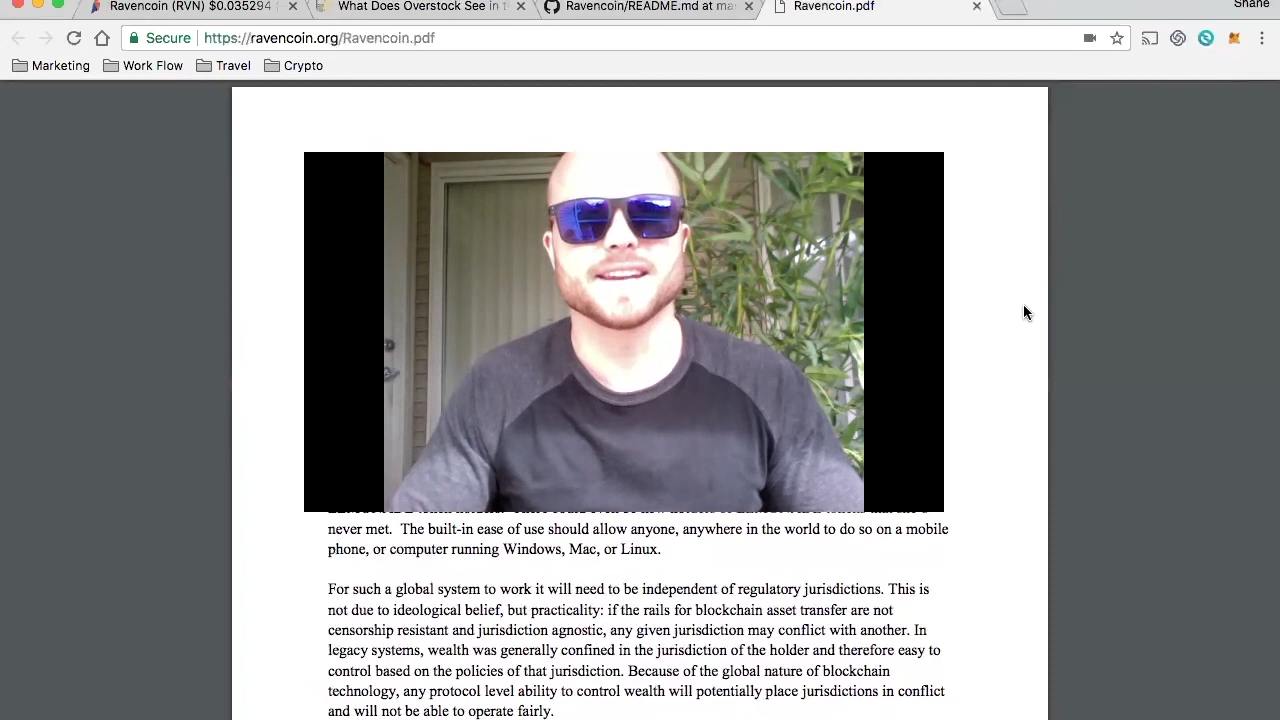 Ravencoin (RVN) $0.035294
What Does Overstock See in t
Ravencoin/README.md at ma
Ravencoin.pdf
Shane
Secure
https://ravencoin.org/Ravencoin.pdf
Marketing
Work Flow
Travel
Crypto
never met. The built-in ease of use should allow anyone, anywhere in the world to do so on a mobile
phone, or computer running Windows, Mac, or Linux.
For such a global system to work it will need to be independent of regulatory jurisdictions. This is
not due to ideological belief, but practicality: if the rails for blockchain asset transfer are not
censorship resistant and jurisdiction agnostic, any given jurisdiction may conflict with another. In
legacy systems, wealth was generally confined in the jurisdiction of the holder and therefore easy to
control based on the policies of that jurisdiction. Because of the global nature of blockchain
technology, any protocol level ability to control wealth will potentially place jurisdictions in conflict
and will not be able to operate fairly.